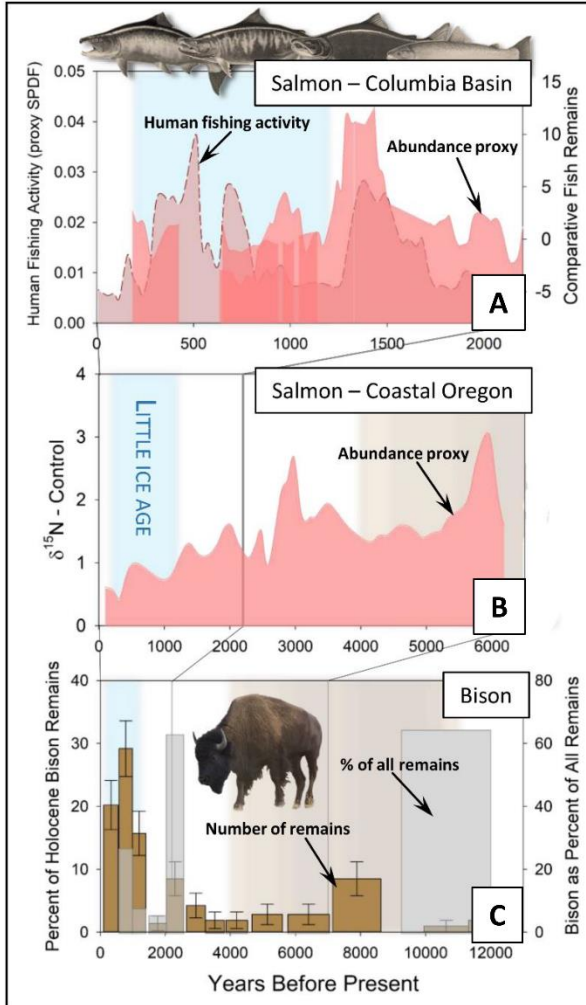 Salmon – Columbia Basin
Human Fishing Activity (proxy SPDF)
0.05
0.04
0.03
0.02
0.01
0.00
Human fishing activity
Abundance proxy
15
10
5
0
-5
Comparative Fish Remains
A
0 500 1000 1500 2000
Salmon – Coastal Oregon
δ15N - Control
4
3
2
1
0
LITTLE ICE AGE
Abundance proxy
B
0 1000 2000 3000 4000 5000 6000
Bison
Percent of Holocene Bison Remains
40
30
20
10
0
% of all remains
Number of remains
80
60
40
20
0
Bison as Percent of All Remains
C
0 2000 4000 6000 8000 10000 12000
Years Before Present